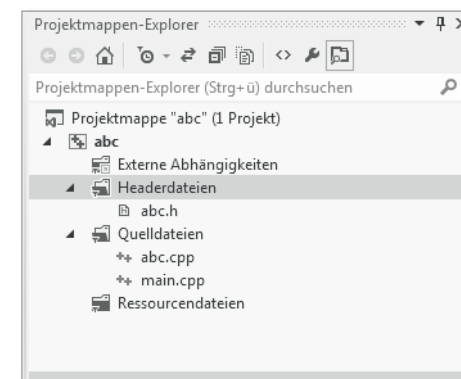 Projektmappen-Explorer
Projektmappen-Explorer (Strg+ü) durchsuchen
Projektmappe "abc" (1 Projekt)
abc
Externe Abhängigkeiten
Headerdateien
abc.h
Quelldateien
abc.cpp
main.cpp
Ressourcendateien